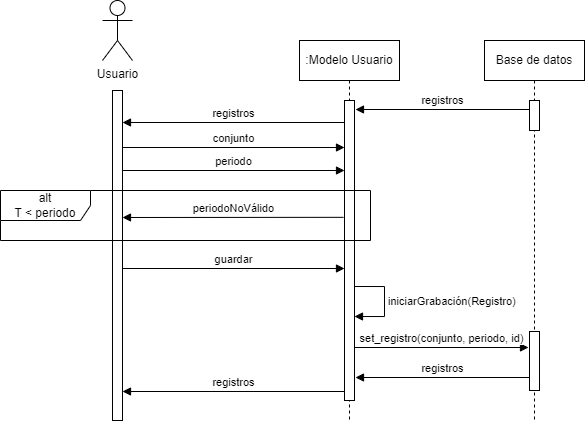 Usuario
:Modelo Usuario
Base de datos
registros
registros
conjunto
periodo
alt
T < periodo
periodoNoVálido
guardar
iniciarGrabación(Registro)
set_registro(conjunto, periodo, id)
registros
registros